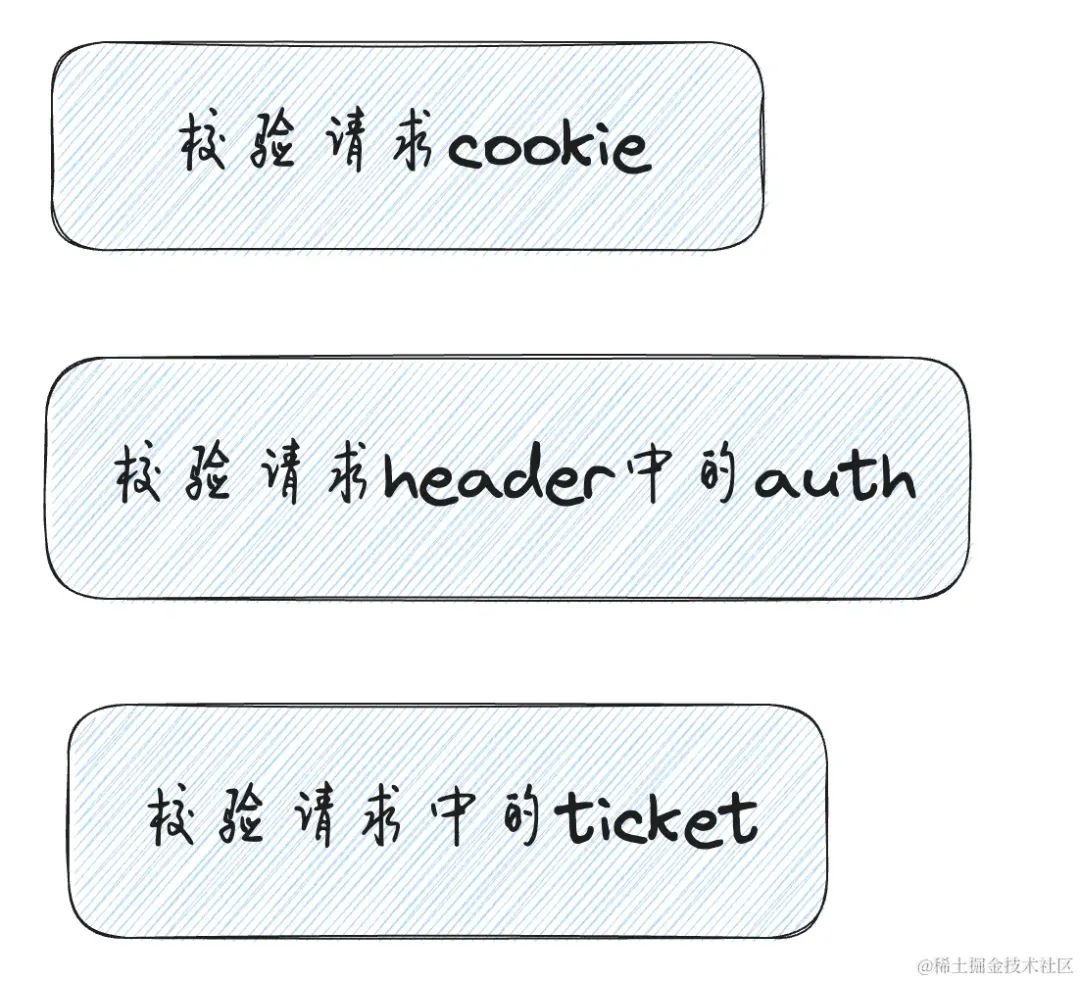 校验请求cookie
校验请求header中的auth
校验请求中的ticket
@稀土掘金技术社区